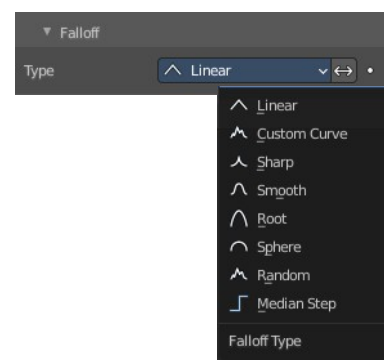 Falloff
Type Linear
Linear
Custom Curve
Sharp
Smooth
Root
Sphere
Random
Median Step
Falloff Type